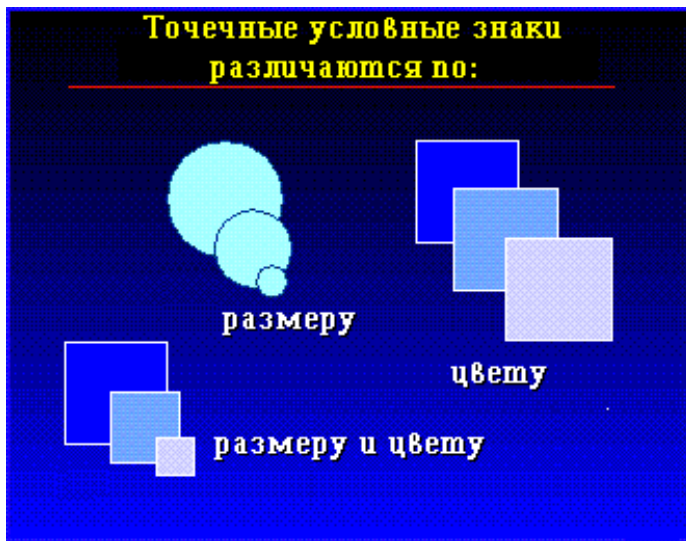 Точечные условные знаки
различаются по:
размеру
цвету
размеру и цвету